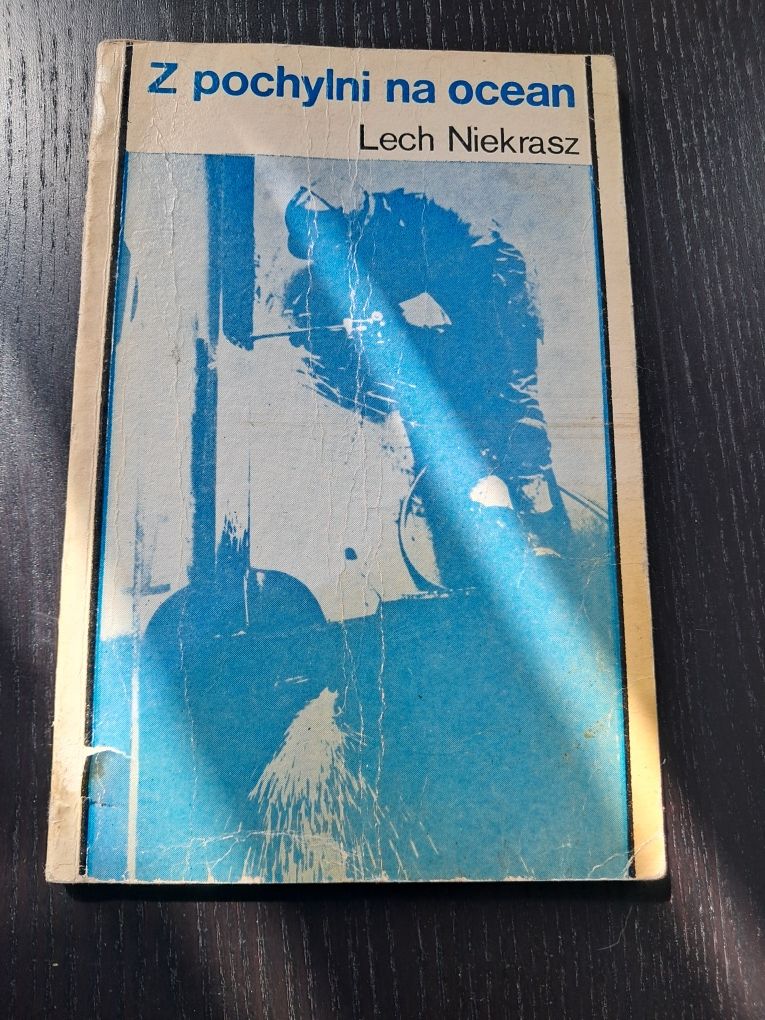 Z pochylni na ocean
Lech Niekrasz